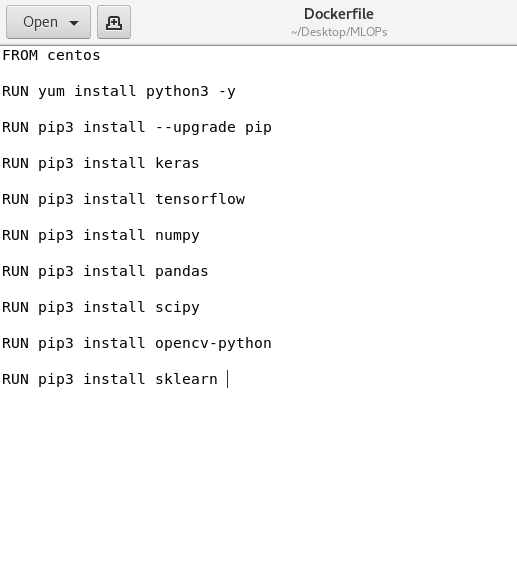 Open
Dockerfile
~/Desktop/MLOPs
FROM centos
RUN yum install python3 -y
RUN pip3 install --upgrade pip
RUN pip3 install keras
RUN pip3 install tensorflow
RUN pip3 install numpy
RUN pip3 install pandas
RUN pip3 install scipy
RUN pip3 install opencv-python
RUN pip3 install sklearn